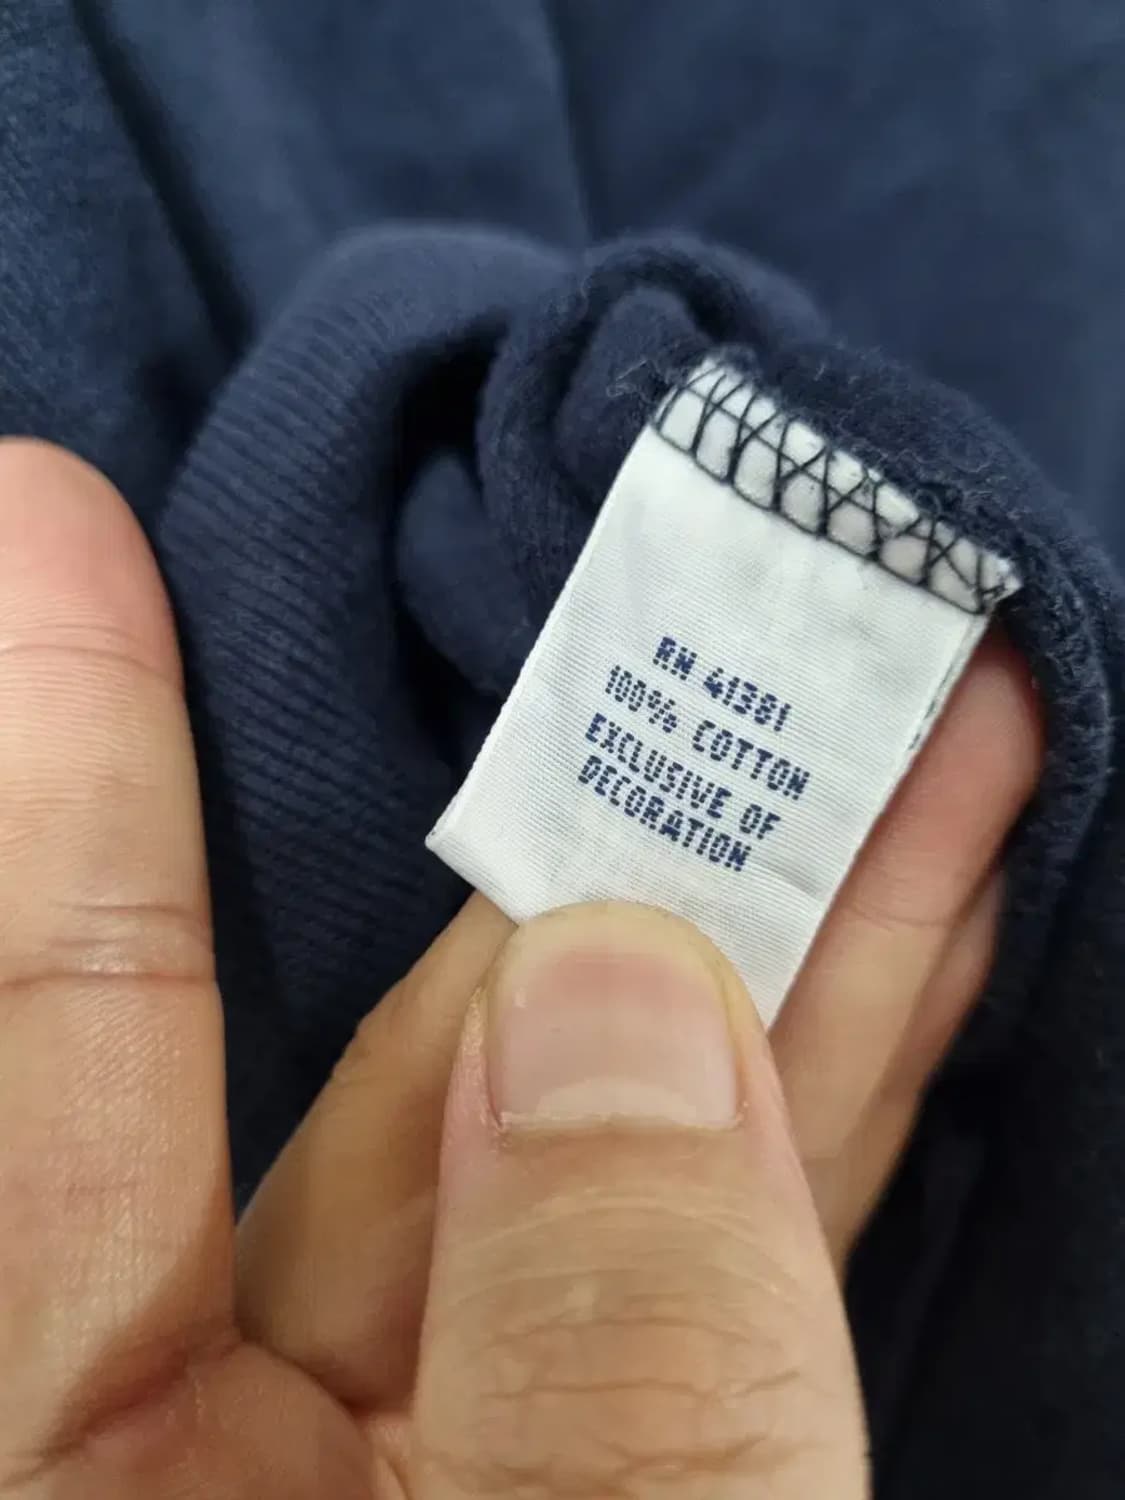 RN 41381
100% COTTON
EXCLUSIVE OF
DECORATION